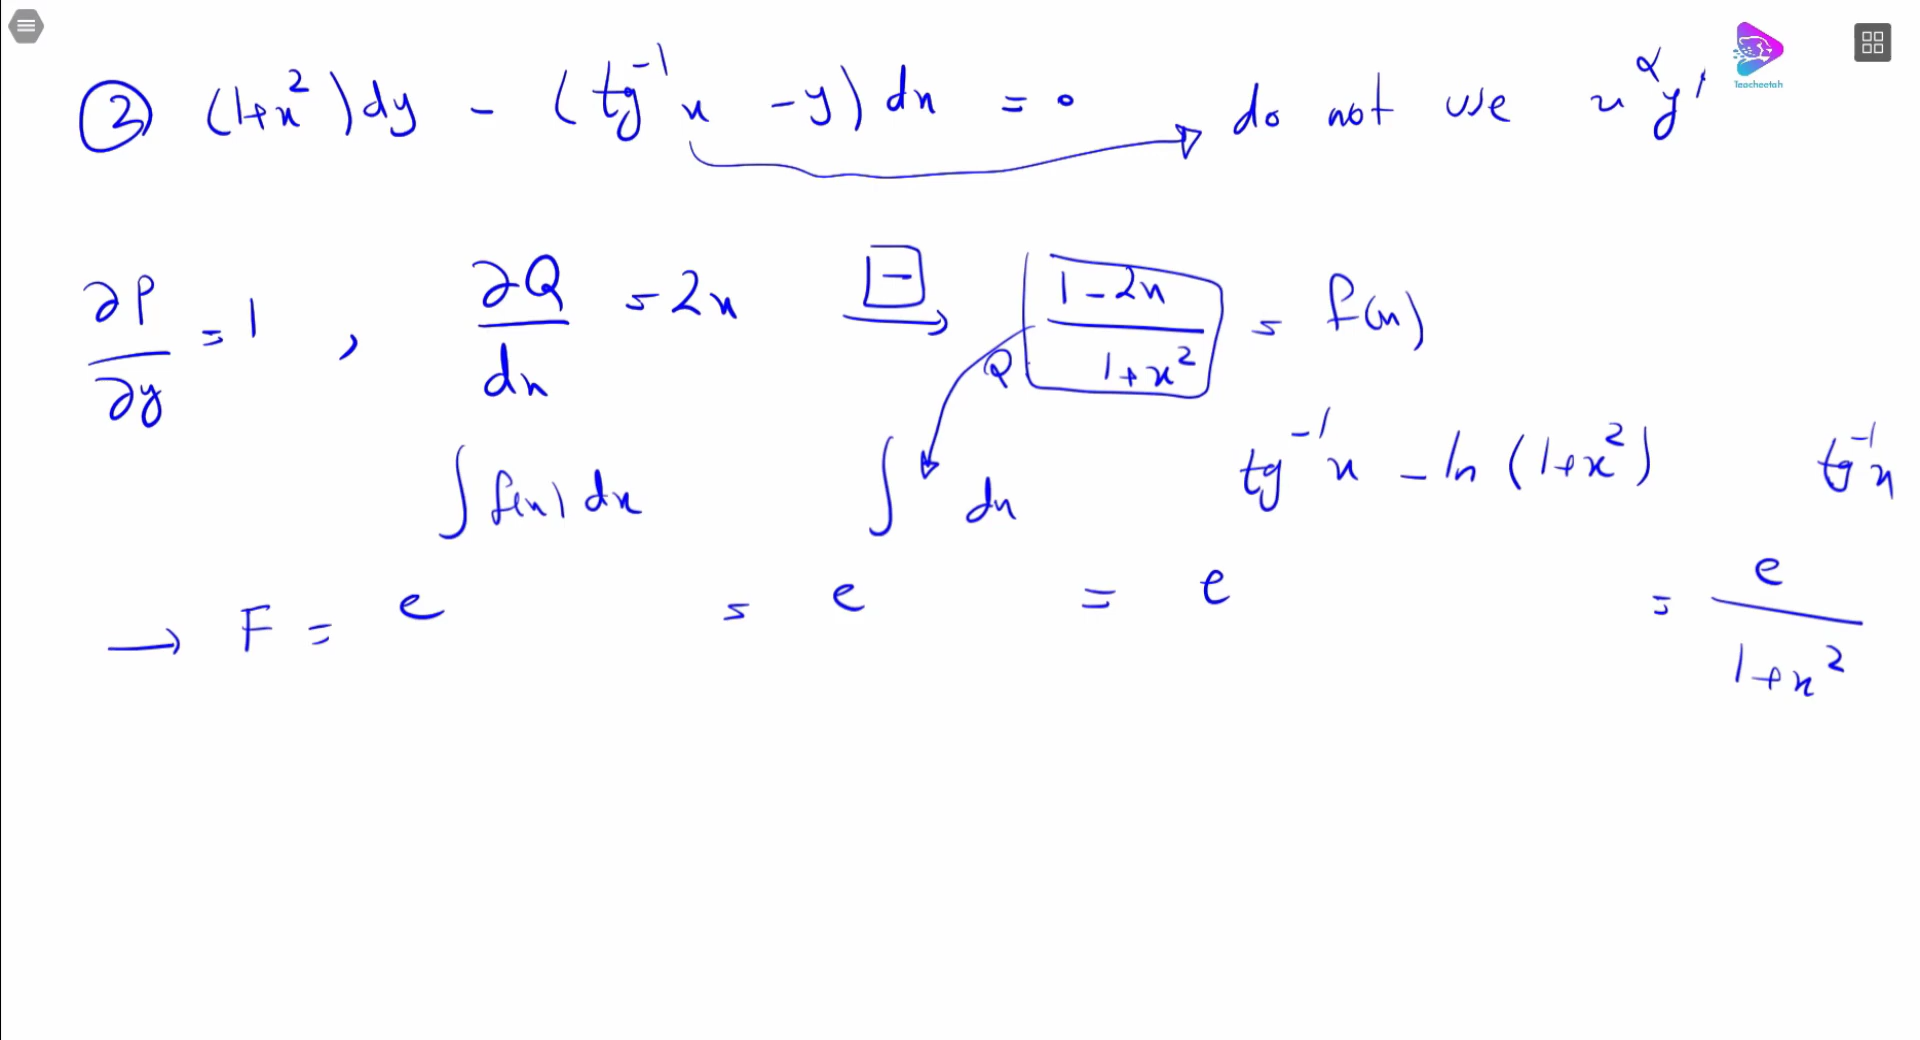 ② (1+x²)dy - (tg⁻¹x - y)dx = 0 → do not use x^α y^β
Teacheetah
∂P/∂y = 1 , ∂Q/dx = 2x [-]→ (1-2x)/(1+x²) = f(x)
Q
→ F = e^∫f(x)dx = e^∫dx = e^(tg⁻¹x - ln(1+x²)) = e^(tg⁻¹x)/(1+x²)